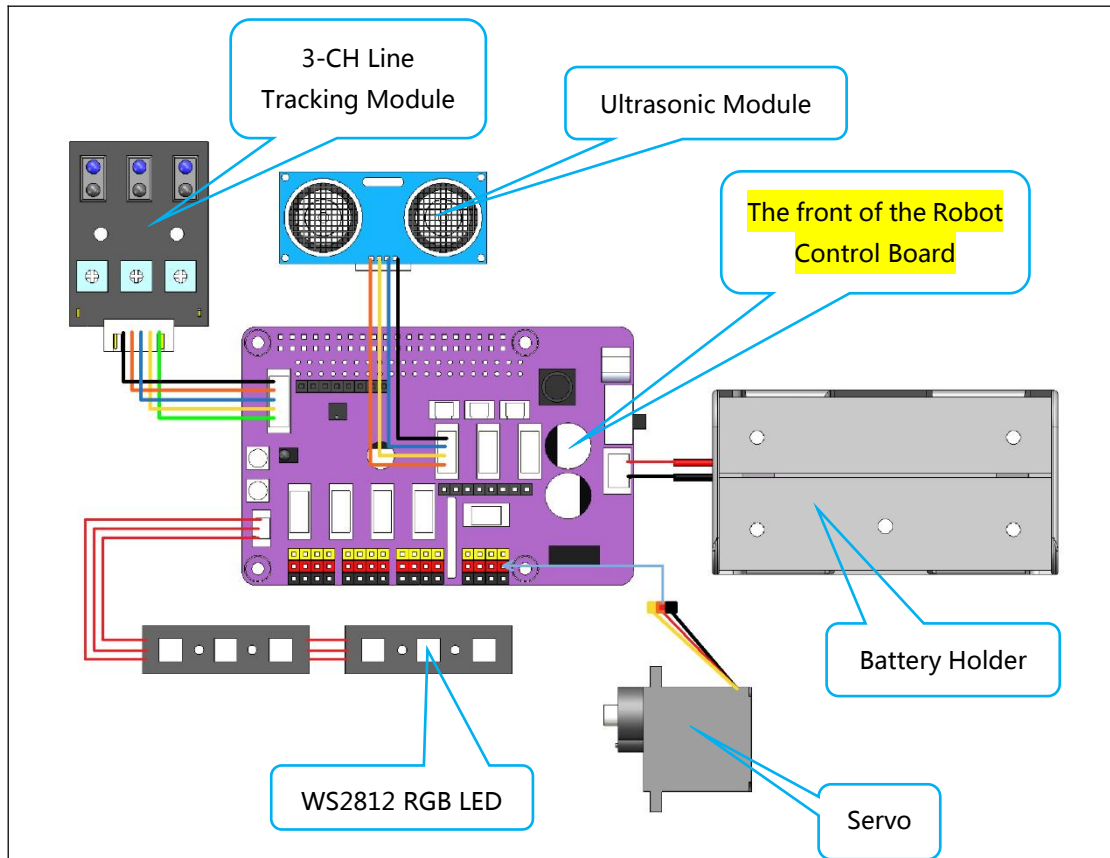 3-CH Line
Tracking Module
Ultrasonic Module
The front of the Robot
Control Board
Battery Holder
WS2812 RGB LED
Servo